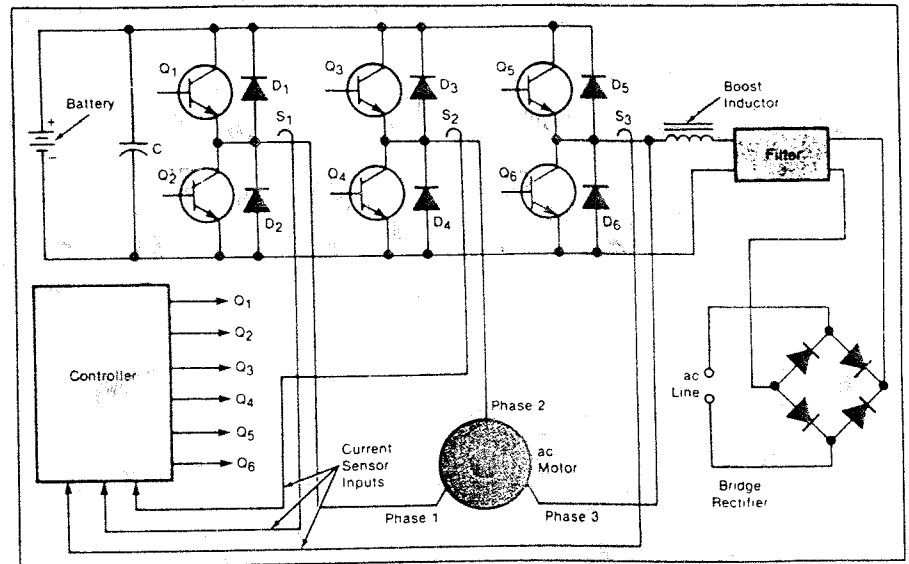 Battery
+
−
C
Q1
D1
Q2
D2
S1
Q3
D3
Q4
D4
S2
Q5
D5
Q6
D6
S3
Boost
Inductor
Filter
Controller
Q1
Q2
Q3
Q4
Q5
Q6
Current
Sensor
Inputs
Phase 1
Phase 2
Phase 3
ac
Motor
ac
Line
Bridge
Rectifier